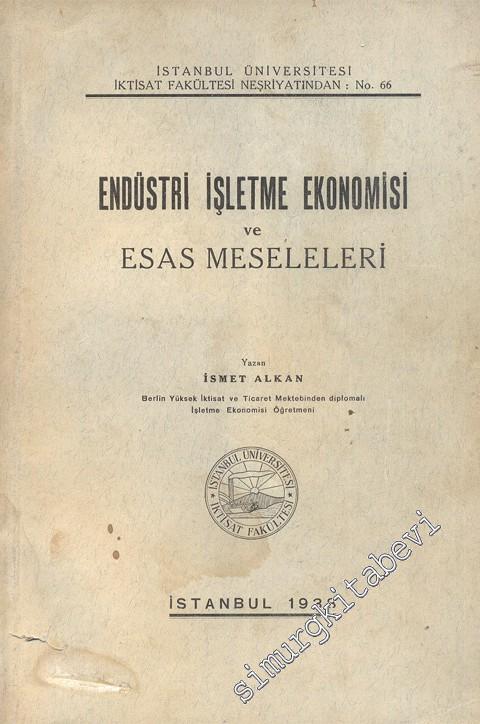 İSTANBUL ÜNİVERSİTESİ
İKTİSAT FAKÜLTESİ NEŞRİYATINDAN : No. 66
ENDÜSTRİ İŞLETME EKONOMİSİ
ve
ESAS MESELELERİ
Yazan
İSMET ALKAN
Berlin Yüksek İktisat ve Ticaret Mektebinden diplomalı
İşletme Ekonomisi Öğretmeni
İSTANBUL ÜNİVERSİTESİ
İKTİSAT FAKÜLTESİ
İSTANBUL
simurgkitabevi